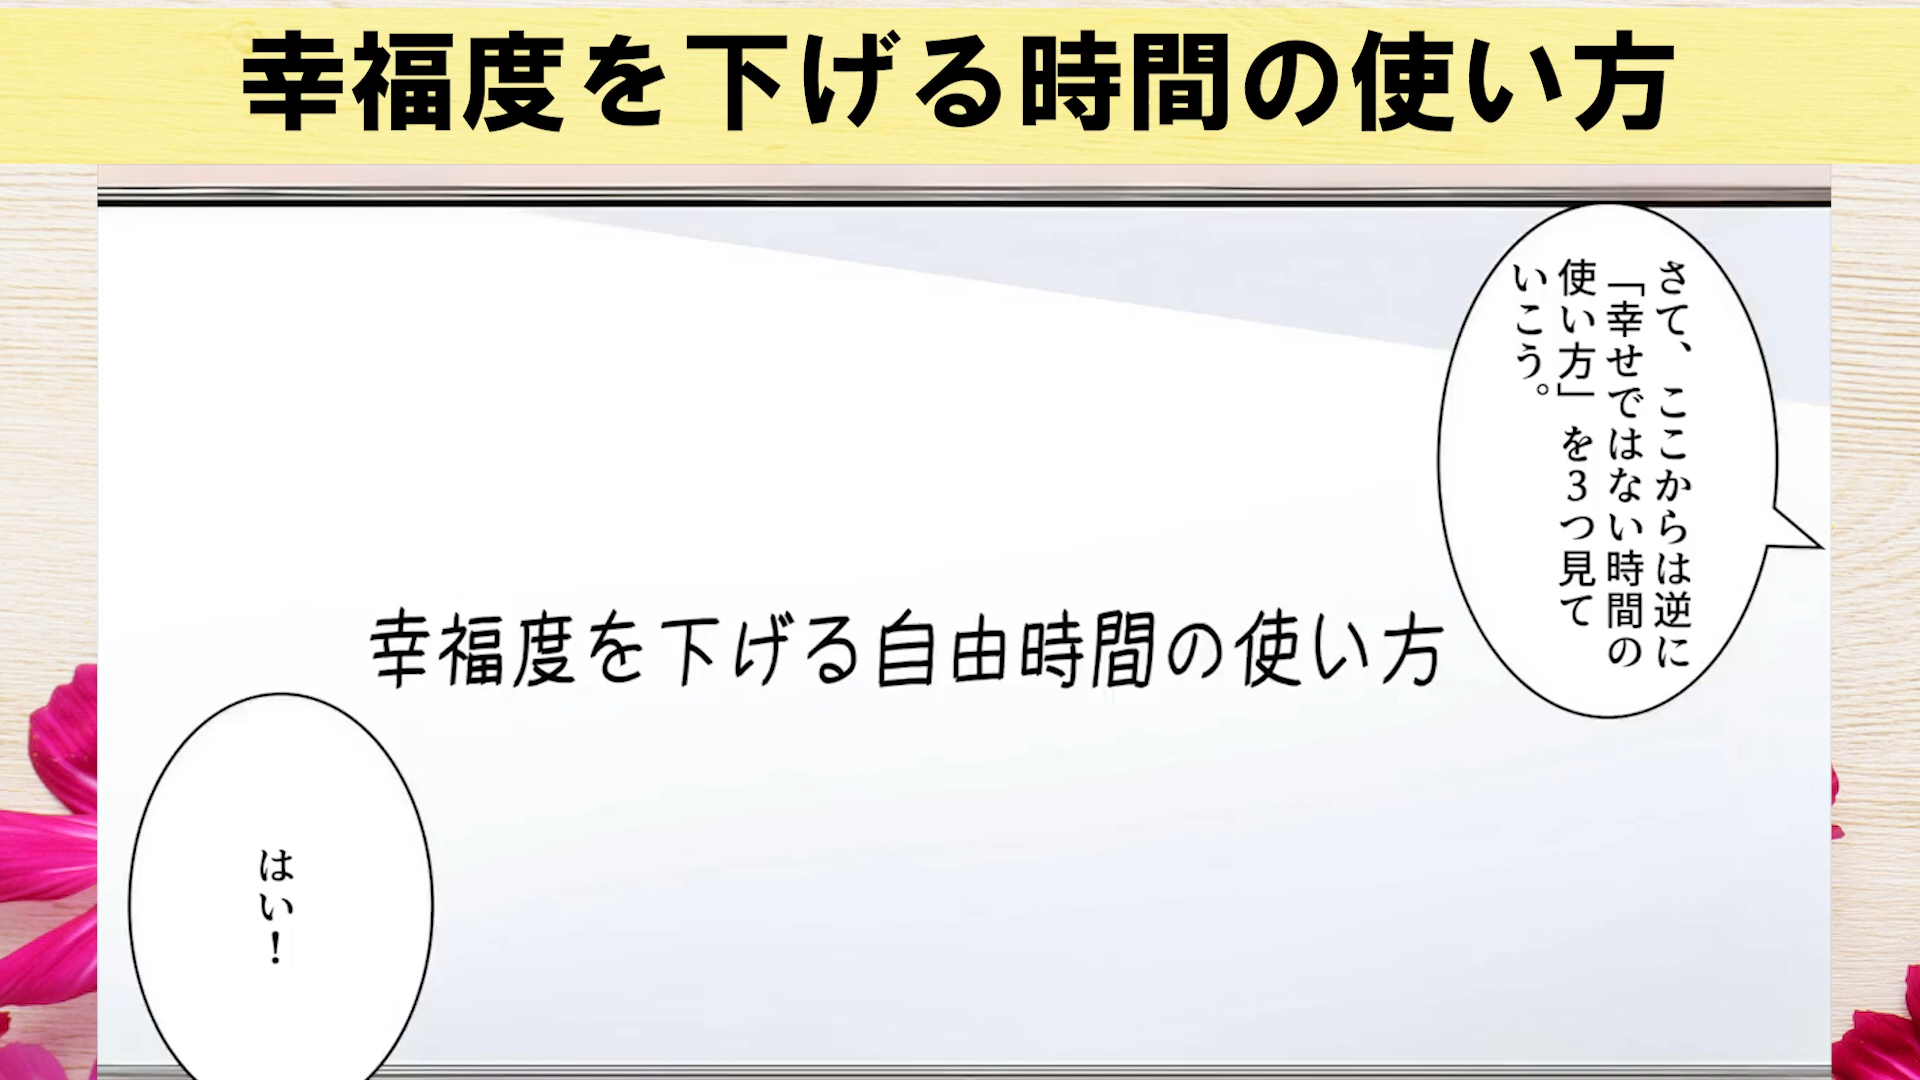 幸福度を下げる時間の使い方
さて、ここからは逆に
「幸せではない時間の
使い方」を3つ見て
いこう。
幸福度を下げる自由時間の使い方
はい!